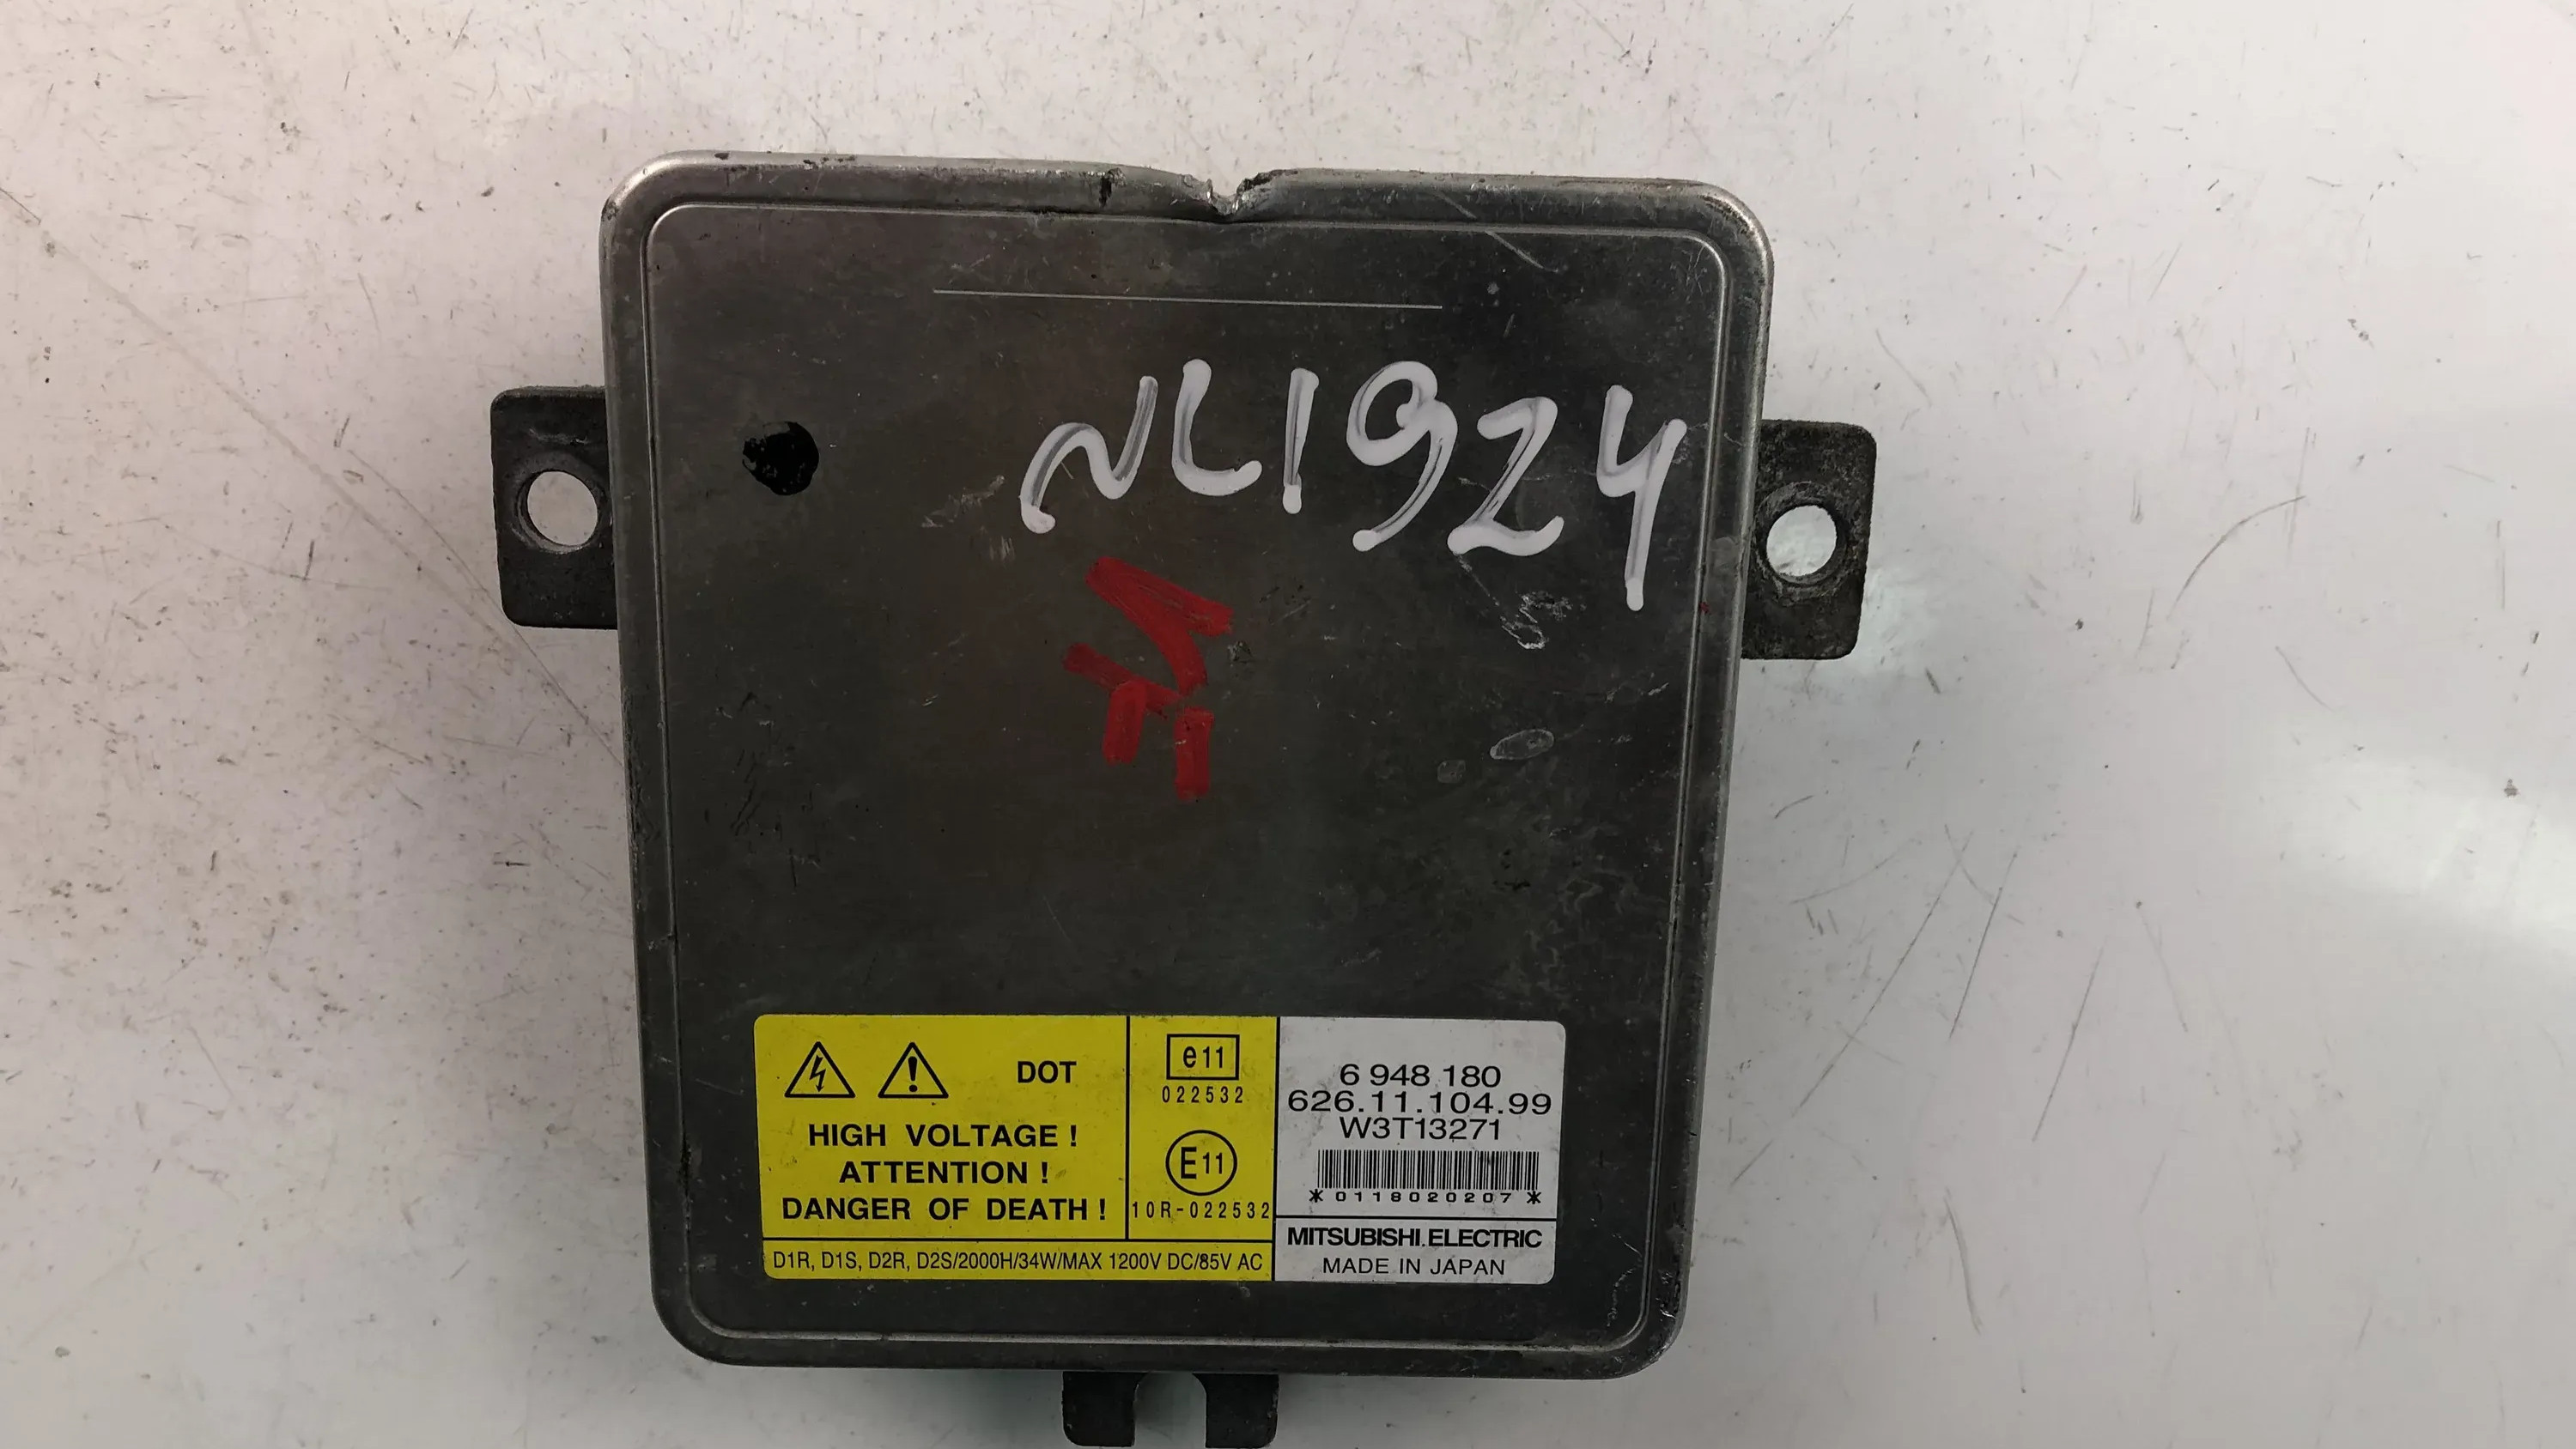 NL1924
DOT
HIGH VOLTAGE !
ATTENTION !
DANGER OF DEATH !
e11
022532
E11
10R-022532
D1R, D1S, D2R, D2S/2000H/34W/MAX 1200V DC/85V AC
6 948 180
626.11.104.99
W3T13271
*0118020207*
MITSUBISHI ELECTRIC
MADE IN JAPAN